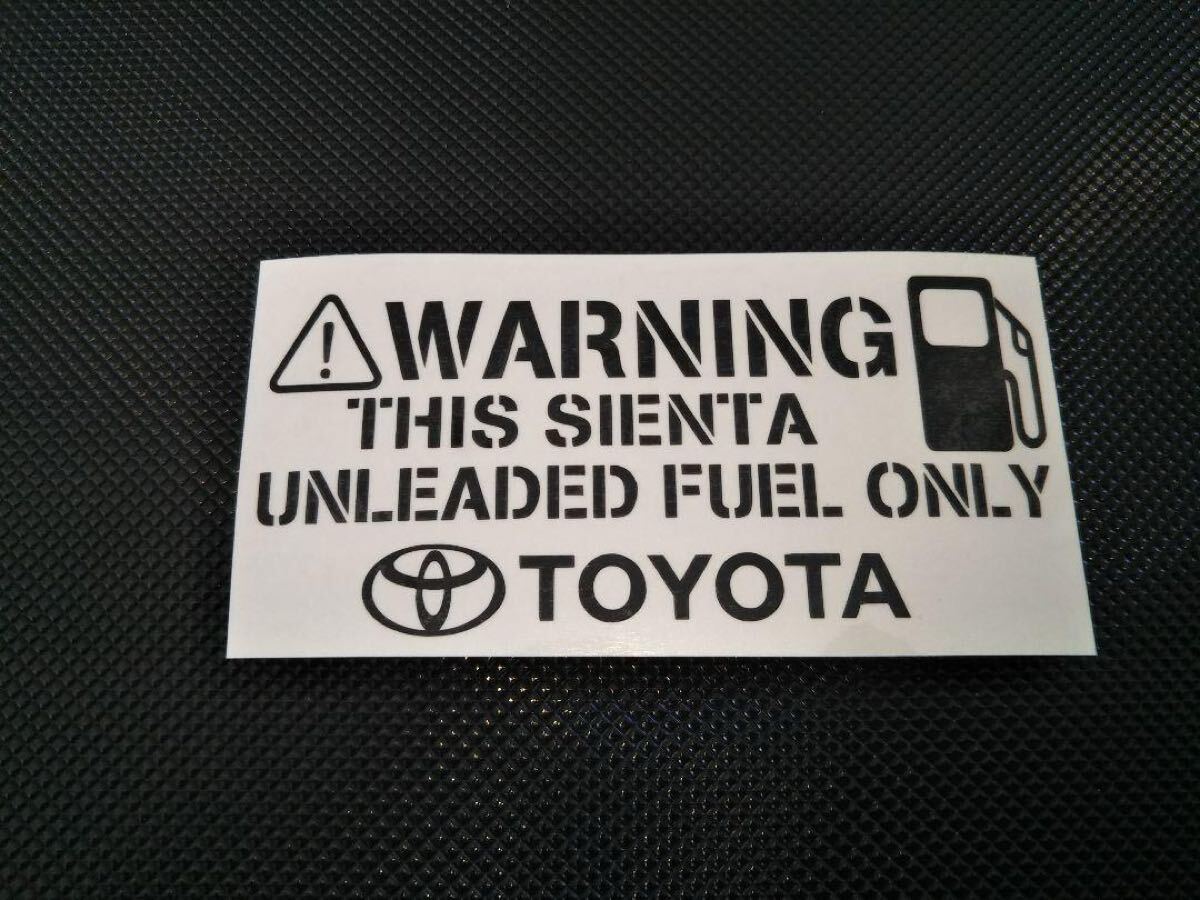 WARNING
THIS SIENTA
UNLEADED FUEL ONLY
TOYOTA